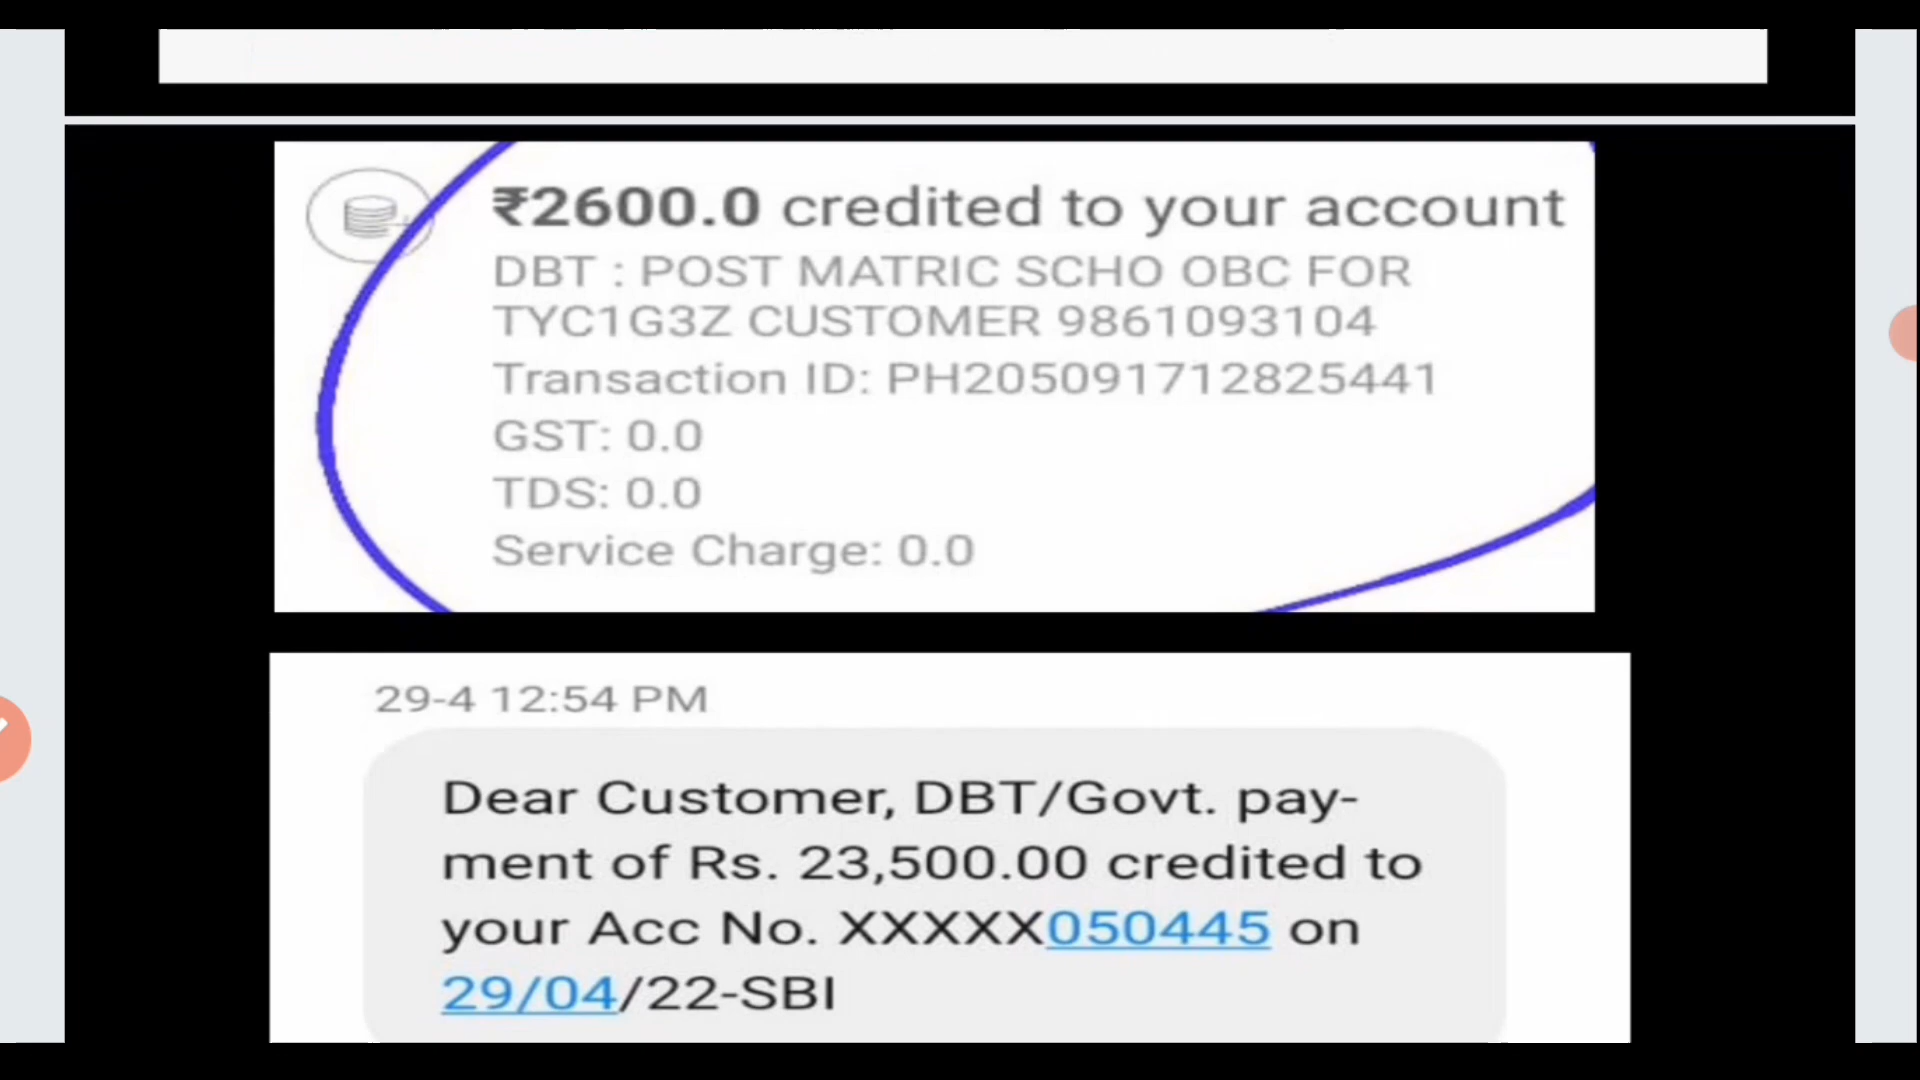 ₹2600.0 credited to your account
DBT : POST MATRIC SCHO OBC FOR
TYC1G3Z CUSTOMER 9861093104
Transaction ID: PH205091712825441
GST: 0.0
TDS: 0.0
Service Charge: 0.0
29-4 12:54 PM
Dear Customer, DBT/Govt. pay-
ment of Rs. 23,500.00 credited to
your Acc No. XXXXX050445 on
29/04/22-SBI